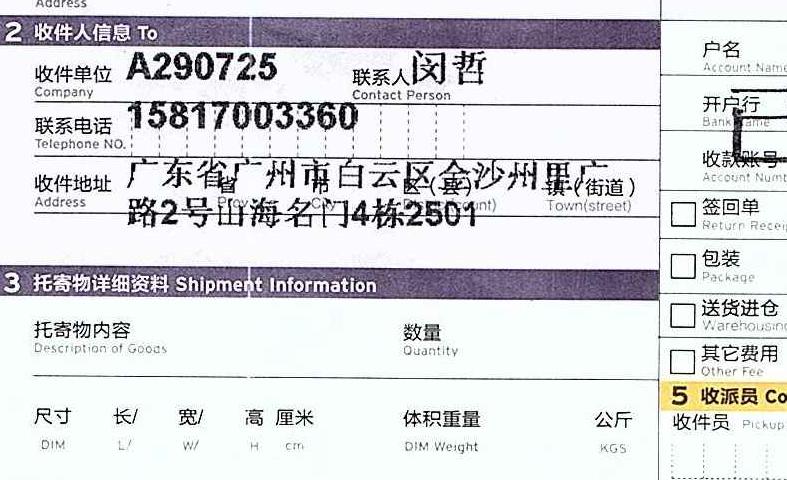 Address
2 收件人信息 To
收件单位 A290725 联系人 闵哲
Company Contact Person
联系电话 15817003360
Telephone NO.
收件地址 广东省广州市白云区金沙州里广
省 市 区（县） 镇（街道）
Address Prov City Town(street)
路2号山海名门4栋2501
3 托寄物详细资料 Shipment Information
托寄物内容 数量
Description of Goods Quantity
尺寸 长/ 宽/ 高 厘米 体积重量 公斤
DIM L/ W/ H cm DIM Weight KGS
户名
Account Name
开户行
Bank Name
收款账号
Account Numb
签回单
Return Receip
包装
Package
送货进仓
Warehousing
其它费用
Other Fee
5 收派员 Co
收件员 Pickup